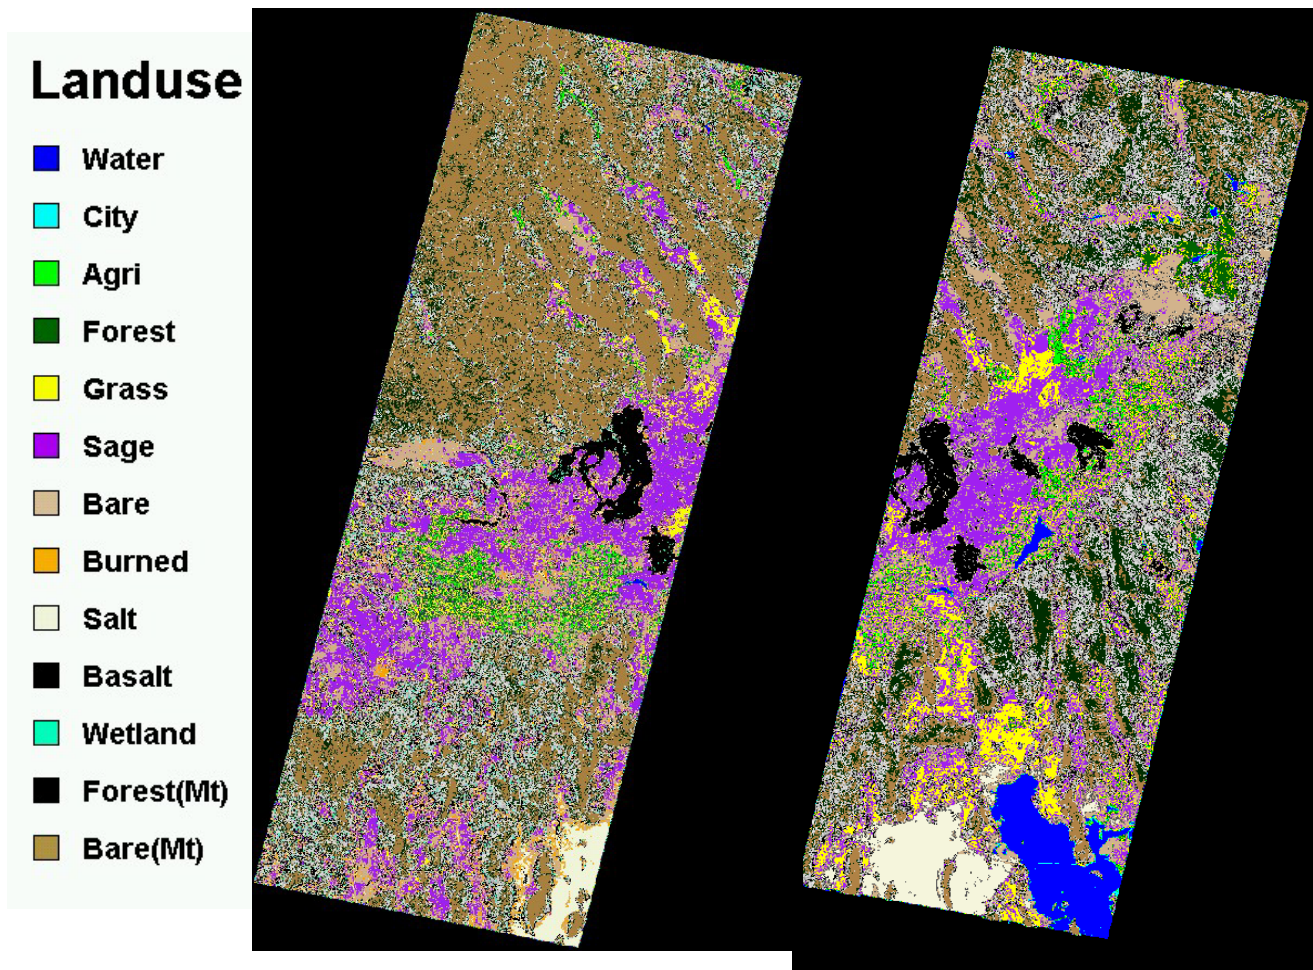 Landuse
Water
City
Agri
Forest
Grass
Sage
Bare
Burned
Salt
Basalt
Wetland
Forest(Mt)
Bare(Mt)